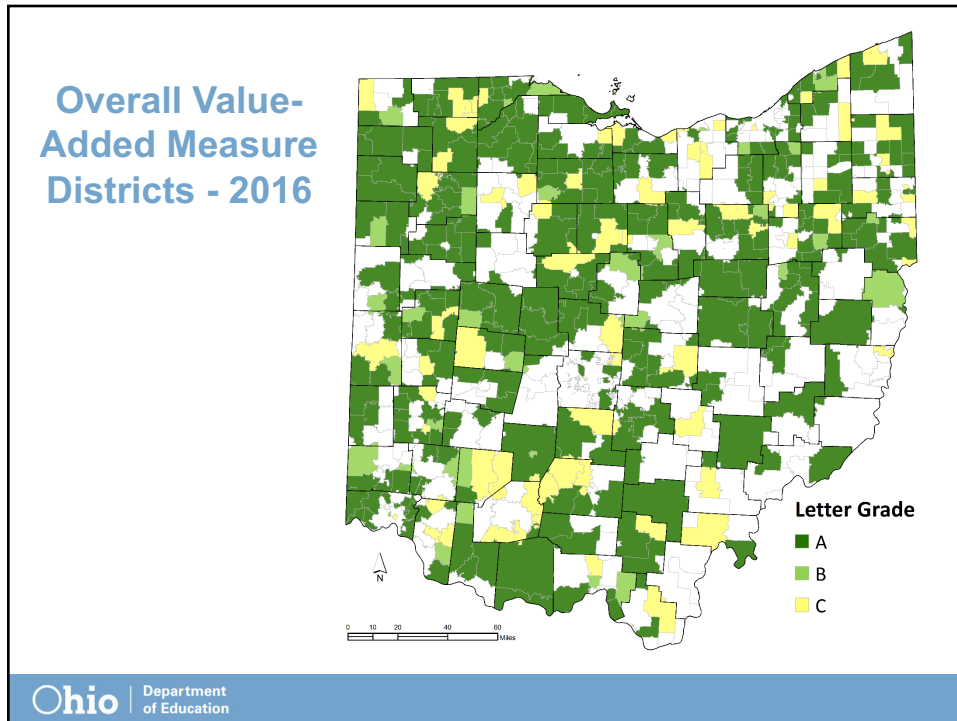 Overall Value-
Added Measure
Districts - 2016
Letter Grade
A
B
C
N
0 10 20 40 60
Miles
Ohio Department
of Education